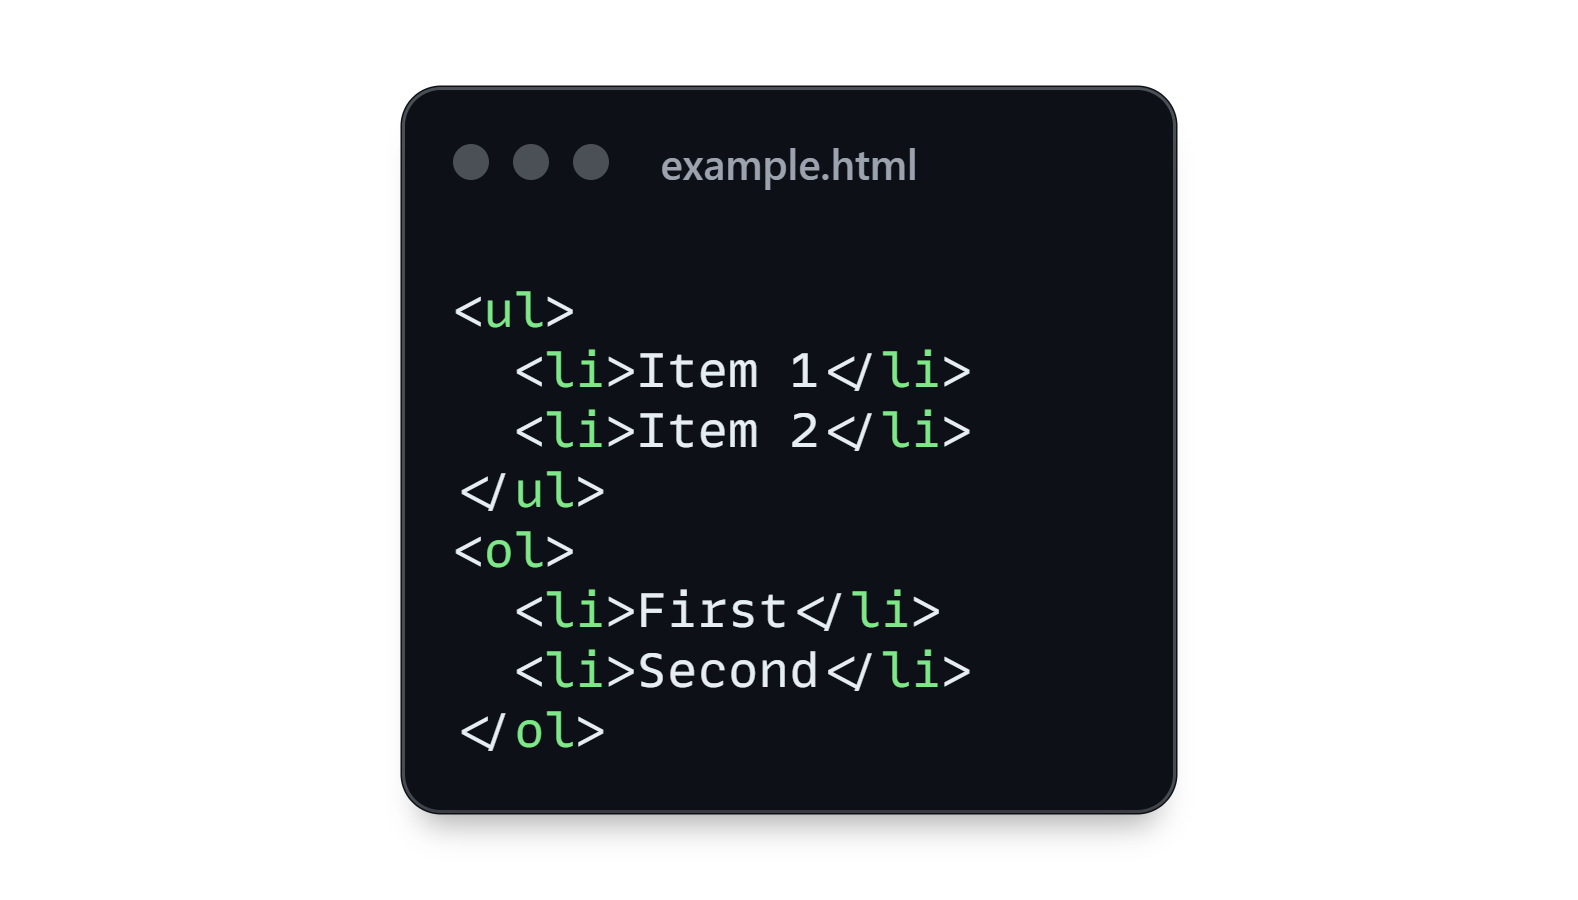 example.html
<ul>
  <li>Item 1</li>
  <li>Item 2</li>
</ul>
<ol>
  <li>First</li>
  <li>Second</li>
</ol>